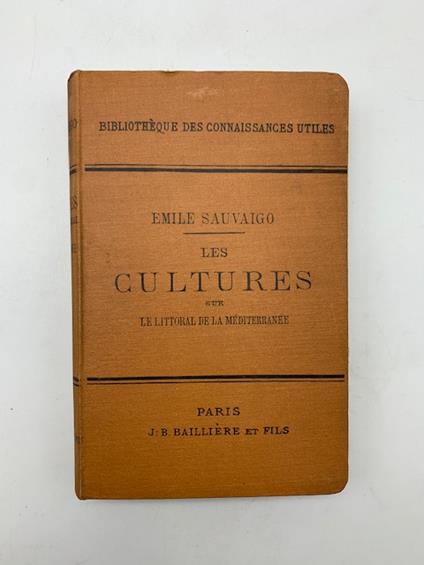 BIBLIOTHÈQUE DES CONNAISSANCES UTILES
EMILE SAUVAIGO
LES
CULTURES
SUR
LE LITTORAL DE LA MÉDITERRANÉE
PARIS
J.-B. BAILLIÈRE ET FILS